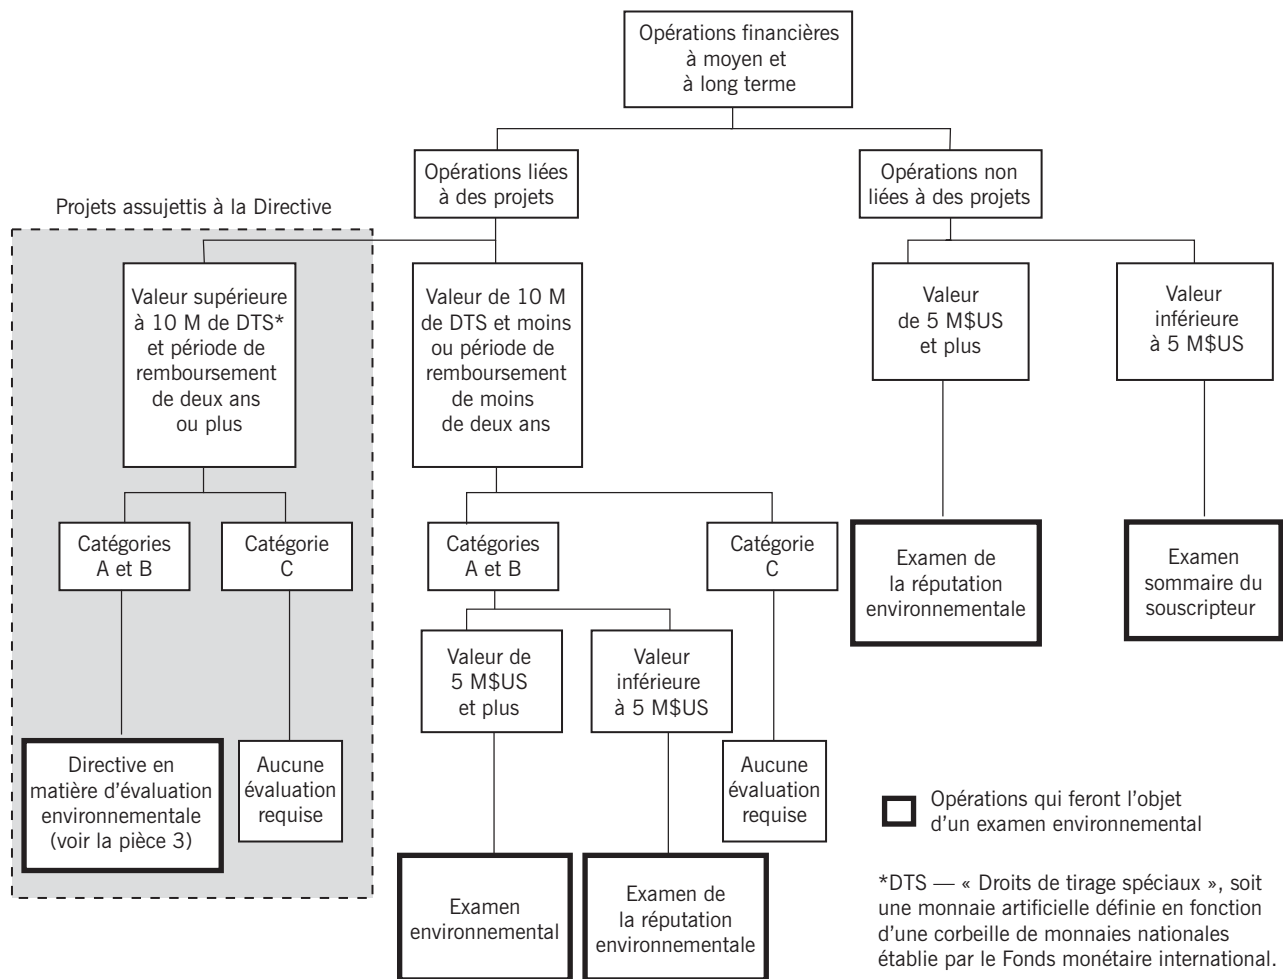 Opérations financières
à moyen et
à long terme
Opérations liées
à des projets
Opérations non
liées à des projets
Projets assujettis à la Directive
Valeur supérieure
à 10 M de DTS*
et période de
remboursement
de deux ans
ou plus
Valeur de 10 M
de DTS et moins
ou période de
remboursement
de moins
de deux ans
Valeur
de 5 M$US
et plus
Valeur
inférieure
à 5 M$US
Catégories
A et B
Catégorie
C
Catégories
A et B
Catégorie
C
Examen de
la réputation
environnementale
Examen
sommaire du
souscripteur
Valeur de
5 M$US
et plus
Valeur
inférieure
à 5 M$US
Directive en
matière d'évaluation
environnementale
(voir la pièce 3)
Aucune
évaluation
requise
Aucune
évaluation
requise
Examen
environnemental
Examen de
la réputation
environnementale
Opérations qui feront l'objet
d'un examen environnemental
*DTS — « Droits de tirage spéciaux », soit
une monnaie artificielle définie en fonction
d'une corbeille de monnaies nationales
établie par le Fonds monétaire international.